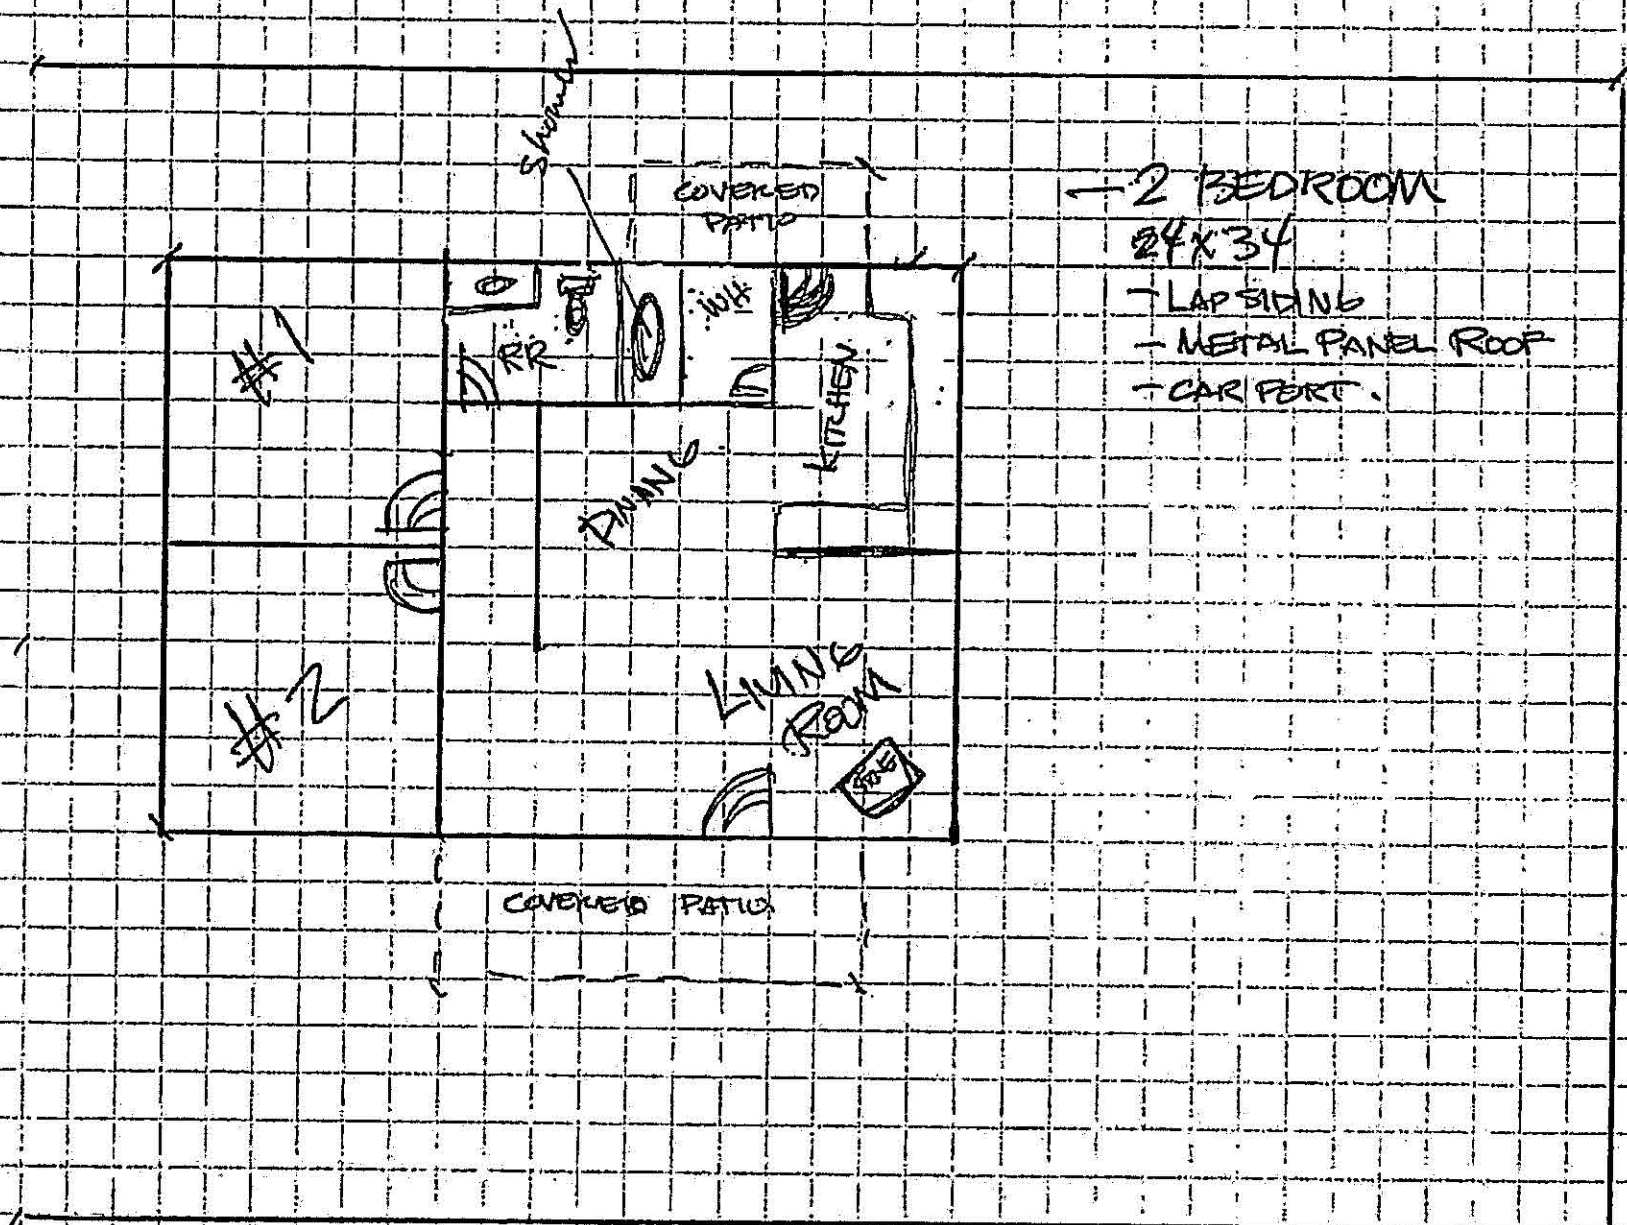 Shower
COVERED
PATIO
2 BEDROOM
24x34
- LAP SIDING
- METAL PANEL ROOF
- CAR PORT.
#1
RR
WH
KITCHEN
DINANG
#2
LIVING
ROOM
COVERED PATIO